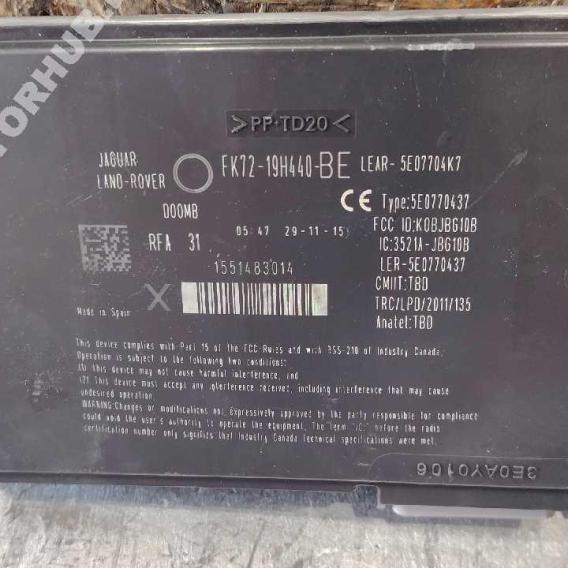 TORHUB.
>PP-TD20<
JAGUAR
LAND-ROVER
FK72-19H440-BE LEAR- 5E07704K7
DOOMB
CE Type:5E0770437
RFA 31
05:47 29-11-15
FCC ID:KOBJBG10B
IC:3521A-JBG10B
1551483014
LER-5E0770437
X
CMIIT:TBD
Made in Spain
TRC/LPD/2011/135
Anatel:TBD
This device complies with Part 15 of the FCC Rules and with RSS-210 of Industry Canada.
Operation is subject to the following two conditions:
(1) This device may not cause harmful interference, and
(2) This device must accept any interference received, including interference that may cause
undesired operation.
WARNING:Changes or modifications not Expressively approved by the party responsible for compliance
could void the user's authority to operate the equipment. The Term "IC:" before the radio
certification number only signifies that Industry Canada Technical specifications were met.
3E0AY0106